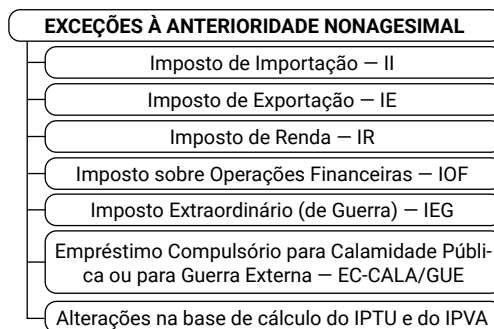 EXCEÇÕES À ANTERIORIDADE NONAGESIMAL
Imposto de Importação — II
Imposto de Exportação — IE
Imposto de Renda — IR
Imposto sobre Operações Financeiras — IOF
Imposto Extraordinário (de Guerra) — IEG
Empréstimo Compulsório para Calamidade Públi-
ca ou para Guerra Externa — EC-CALA/GUE
Alterações na base de cálculo do IPTU e do IPVA